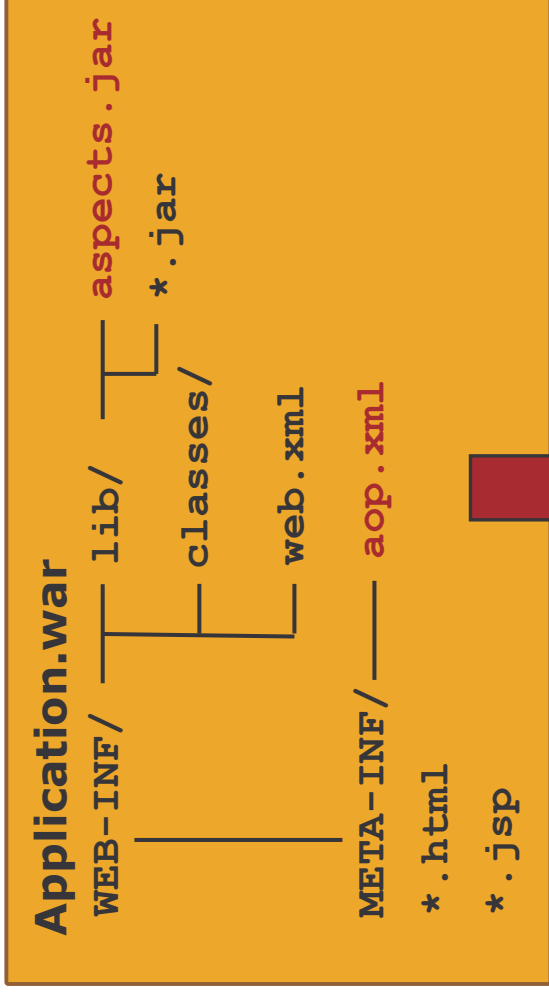 Application.war
WEB-INF/ lib/ aspects.jar
*.jar
classes/
web.xml
META-INF/ aop.xml
*.html
*.jsp